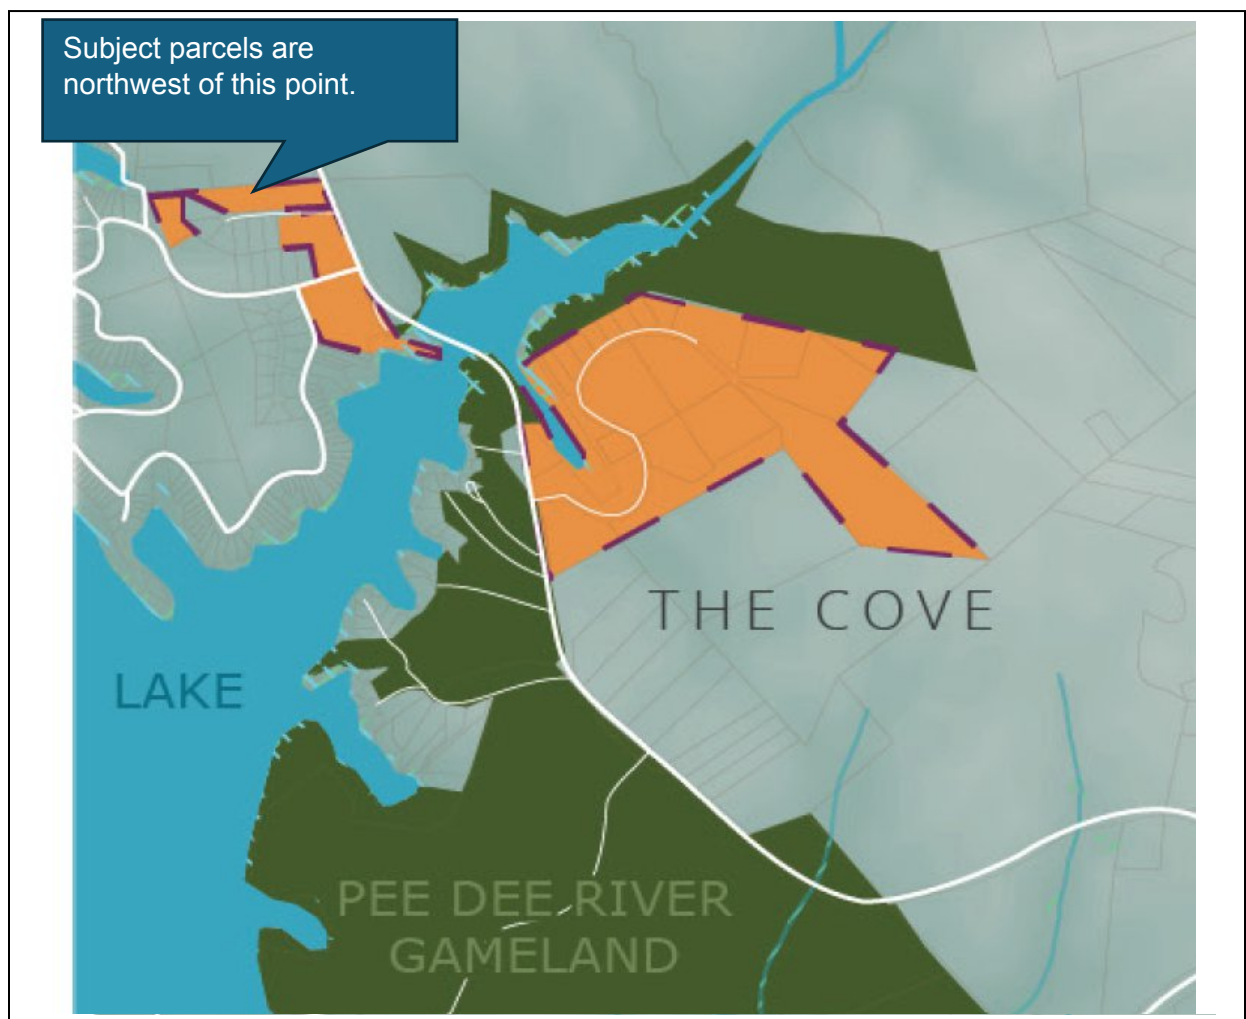 Subject parcels are
northwest of this point.
THE COVE
LAKE
PEE DEE RIVER
GAMELAND